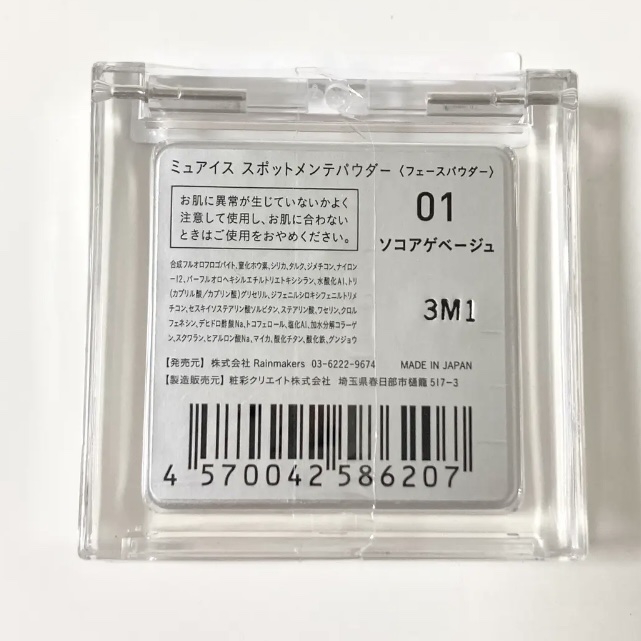 ミュアイス スポットメンテパウダー〈フェースパウダー〉
お肌に異常が生じていないかよく
注意して使用し、お肌に合わない
ときはご使用をおやめください。
01
ソコアゲベージュ
3M1
合成フルオロフロゴパイト,窒化ホウ素,シリカ,タルク,ジメチコン,ナイロン
-12,パーフルオロヘキシルエチルトリエトキシシラン,水酸化Al,トリ
(カプリル酸/カプリン酸)グリセリル,ジフェニルシロキシフェニルトリメ
チコン,セスキイソステアリン酸ソルビタン,ステアリン酸,ワセリン,クロル
フェネシン,デヒドロ酢酸Na,トコフェロール,塩化Al,加水分解コラーゲ
ン,スクワラン,ヒアルロン酸Na,マイカ,酸化チタン,酸化鉄,グンジョウ
【発売元】株式会社 Rainmakers 03-6222-9674 MADE IN JAPAN
【製造販売元】粧彩クリエイト株式会社 埼玉県春日部市樋籠517-3
4 570042 586207